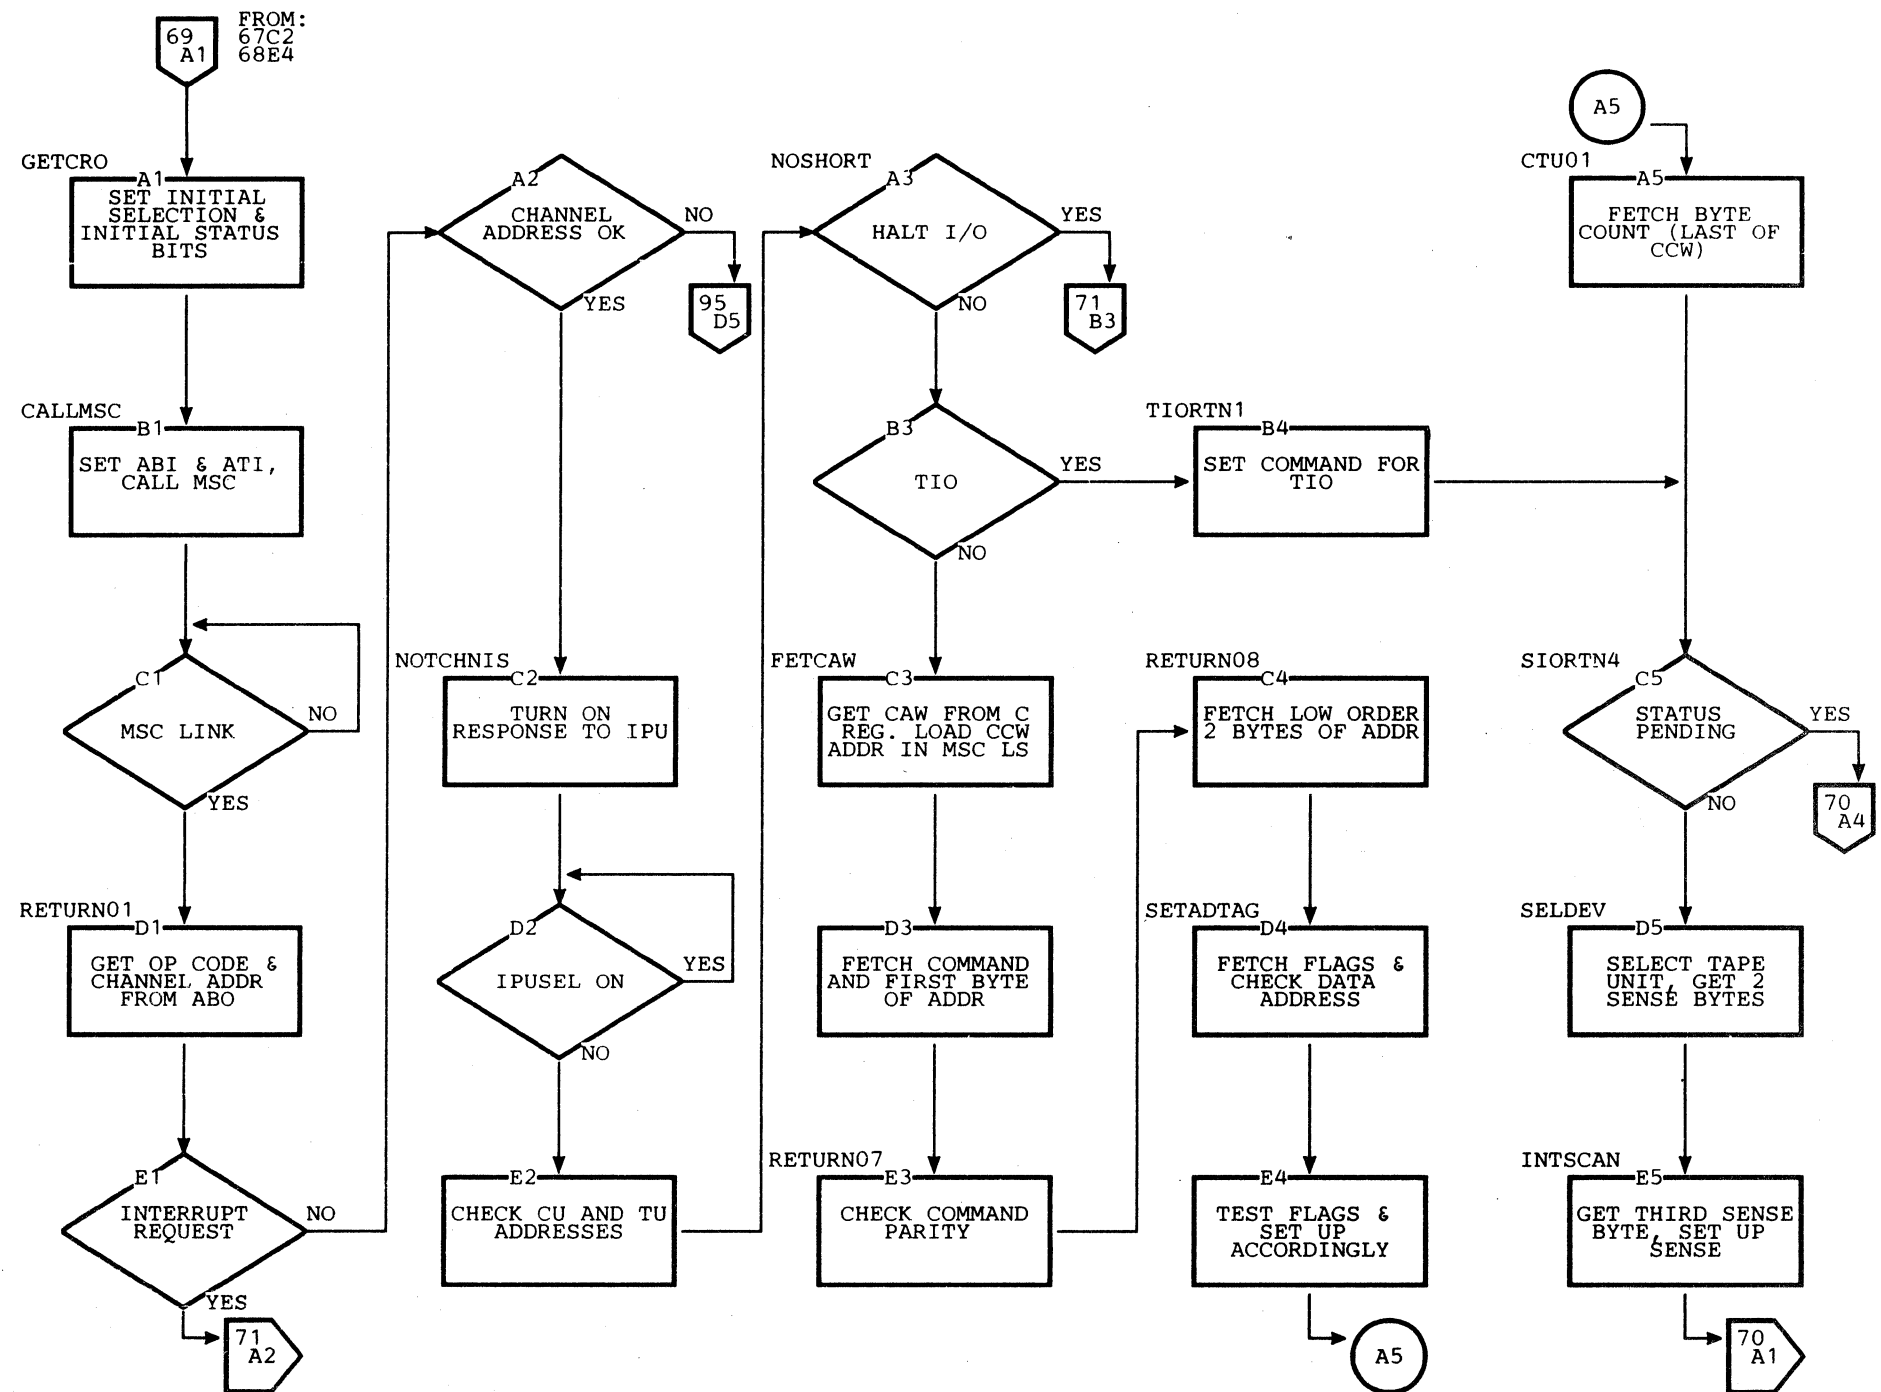 69
A1
FROM:
67C2
68E4
GETCRO
A1
SET INITIAL
SELECTION &
INITIAL STATUS
BITS
CALLMSC
B1
SET ABI & ATI,
CALL MSC
C1
MSC LINK
NO
YES
RETURN01
D1
GET OP CODE &
CHANNEL ADDR
FROM ABO
E1
INTERRUPT
REQUEST
NO
YES
71
A2
A2
CHANNEL
ADDRESS OK
NO
YES
95
D5
NOTCHNIS
C2
TURN ON
RESPONSE TO IPU
D2
IPUSEL ON
YES
NO
E2
CHECK CU AND TU
ADDRESSES
NOSHORT
A3
HALT I/O
YES
NO
71
B3
B3
TIO
YES
NO
FETCAW
C3
GET CAW FROM C
REG. LOAD CCW
ADDR IN MSC LS
D3
FETCH COMMAND
AND FIRST BYTE
OF ADDR
RETURN07
E3
CHECK COMMAND
PARITY
TIORTN1
B4
SET COMMAND FOR
TIO
RETURN08
C4
FETCH LOW ORDER
2 BYTES OF ADDR
SETADTAG
D4
FETCH FLAGS &
CHECK DATA
ADDRESS
E4
TEST FLAGS &
SET UP
ACCORDINGLY
A5
A5
CTU01
A5
FETCH BYTE
COUNT (LAST OF
CCW)
SIORTN4
C5
STATUS
PENDING
YES
NO
70
A4
SELDEV
D5
SELECT TAPE
UNIT, GET 2
SENSE BYTES
INTSCAN
E5
GET THIRD SENSE
BYTE, SET UP
SENSE
70
A1